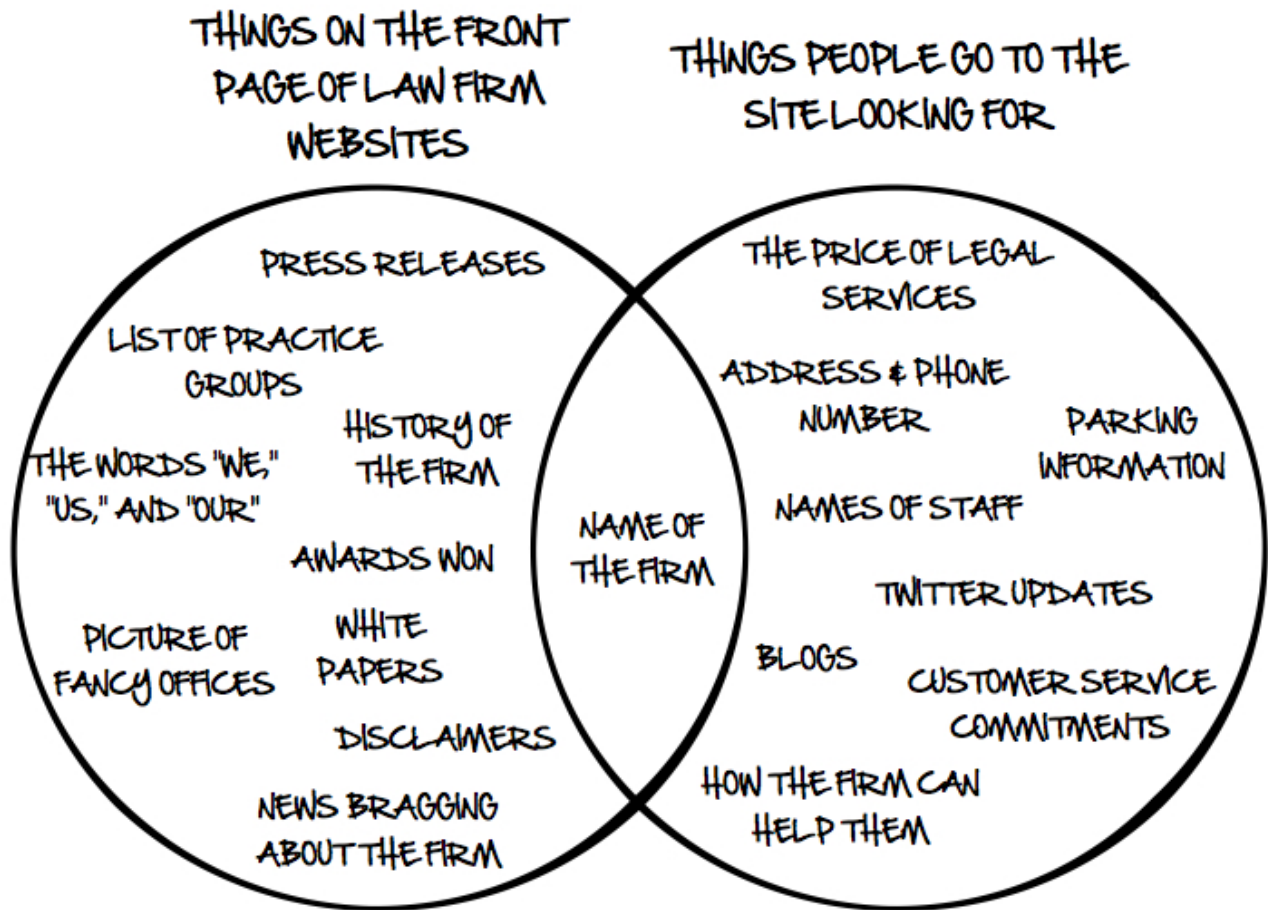 THINGS ON THE FRONT
PAGE OF LAW FIRM
WEBSITES
THINGS PEOPLE GO TO THE
SITE LOOKING FOR
PRESS RELEASES
LIST OF PRACTICE
GROUPS
HISTORY OF
THE FIRM
THE WORDS "WE,"
"US," AND "OUR"
AWARDS WON
PICTURE OF
FANCY OFFICES
WHITE
PAPERS
DISCLAIMERS
NEWS BRAGGING
ABOUT THE FIRM
NAME OF
THE FIRM
THE PRICE OF LEGAL
SERVICES
ADDRESS & PHONE
NUMBER
PARKING
INFORMATION
NAMES OF STAFF
TWITTER UPDATES
BLOGS
CUSTOMER SERVICE
COMMITMENTS
HOW THE FIRM CAN
HELP THEM